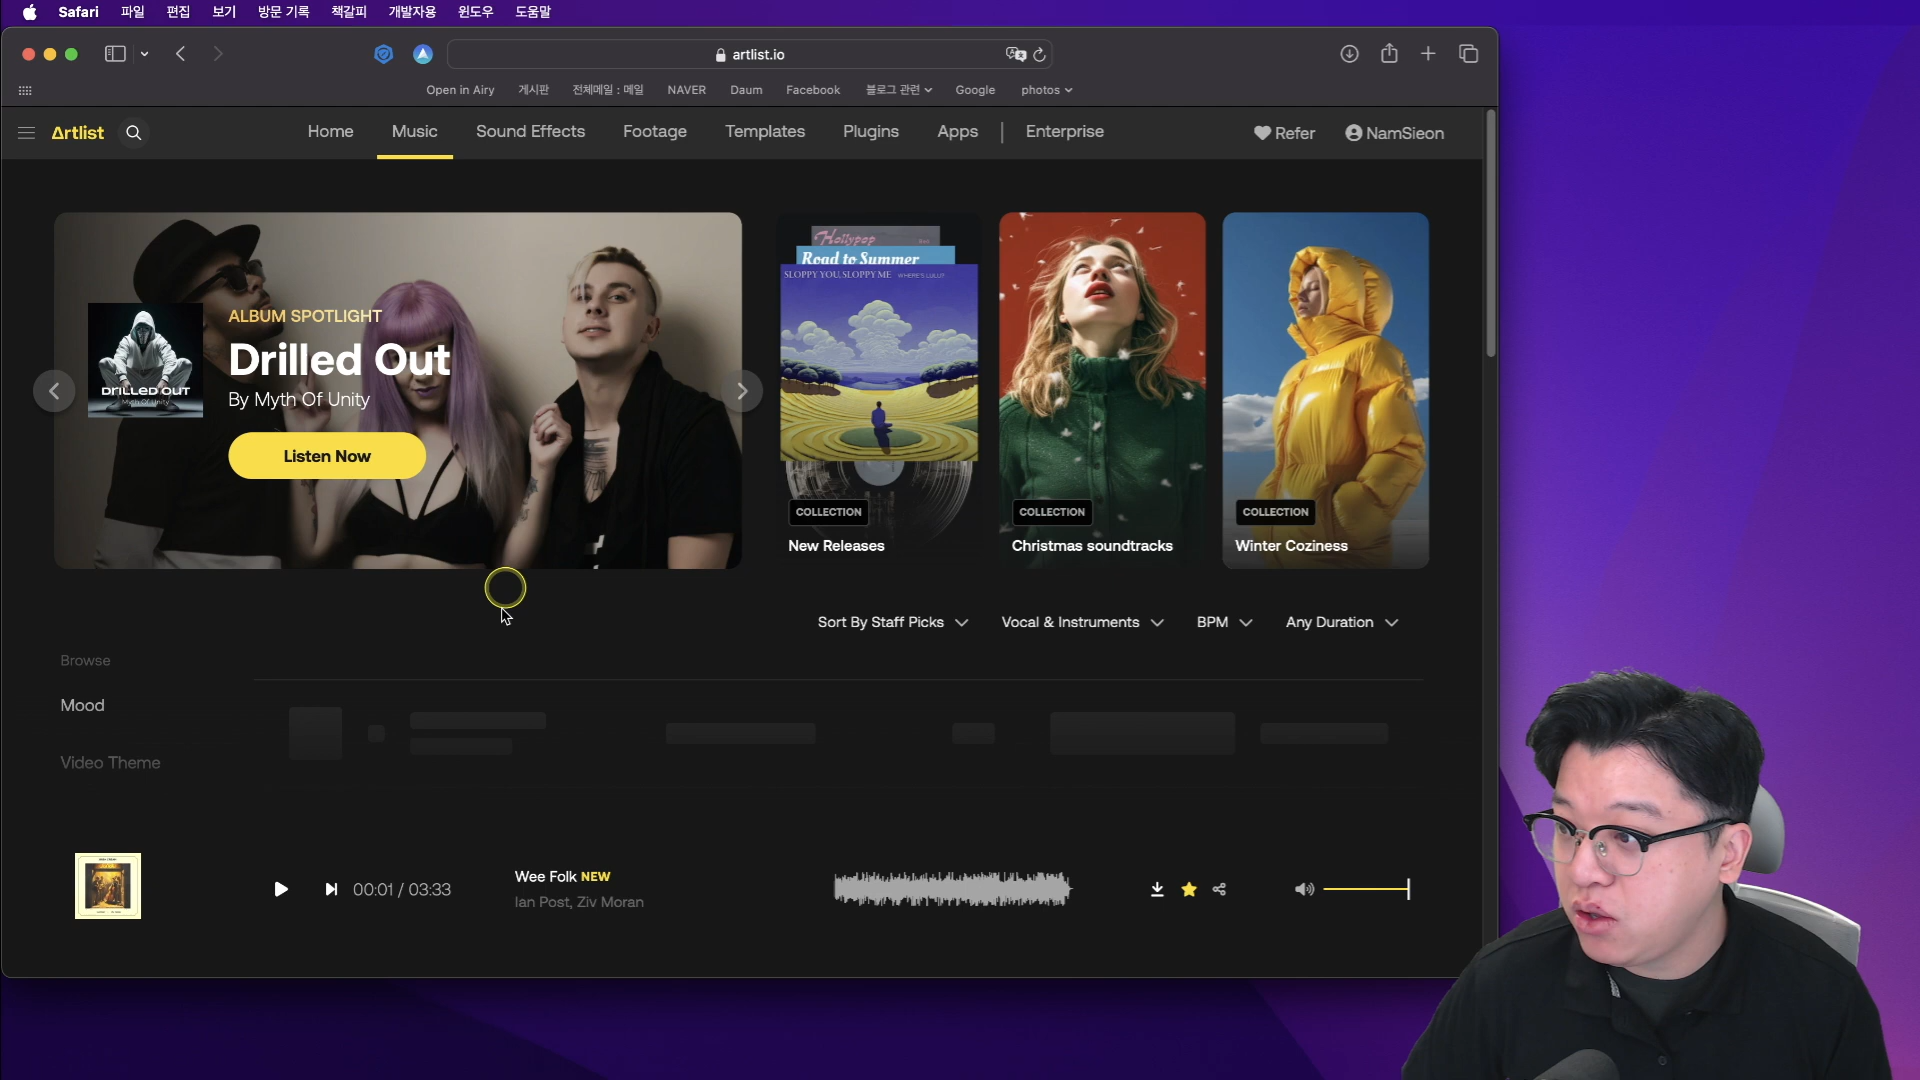 Safari 파일 편집 보기 방문 기록 책갈피 개발자용 윈도우 도움말
artlist.io
Open in Airy 게시판 전체메일 : 메일 NAVER Daum Facebook 블로그 관련 Google photos
Artlist Home Music Sound Effects Footage Templates Plugins Apps | Enterprise Refer NamSieon
ALBUM SPOTLIGHT
Drilled Out
By Myth Of Unity
Listen Now
DRILLED OUT
Myth Of Unity
Hollypop
Road to Summer
SLOPPY YOU, SLOPPY ME WHERE'S LULU?
COLLECTION
New Releases
COLLECTION
Christmas soundtracks
COLLECTION
Winter Coziness
Sort By Staff Picks Vocal & Instruments BPM Any Duration
Browse
Mood
Video Theme
00:01 / 03:33
Wee Folk NEW
Ian Post, Ziv Moran